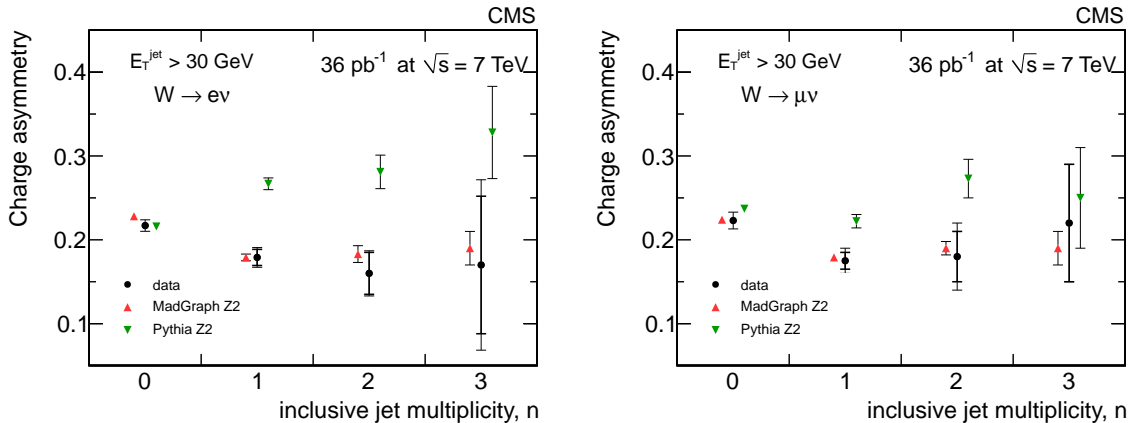 CMS
Charge asymmetry
E_T^jet > 30 GeV
36 pb⁻¹ at √s = 7 TeV
W → eν
0.4
0.3
0.2
0.1
data
MadGraph Z2
Pythia Z2
0 1 2 3
inclusive jet multiplicity, n
CMS
Charge asymmetry
E_T^jet > 30 GeV
36 pb⁻¹ at √s = 7 TeV
W → μν
0.4
0.3
0.2
0.1
data
MadGraph Z2
Pythia Z2
0 1 2 3
inclusive jet multiplicity, n